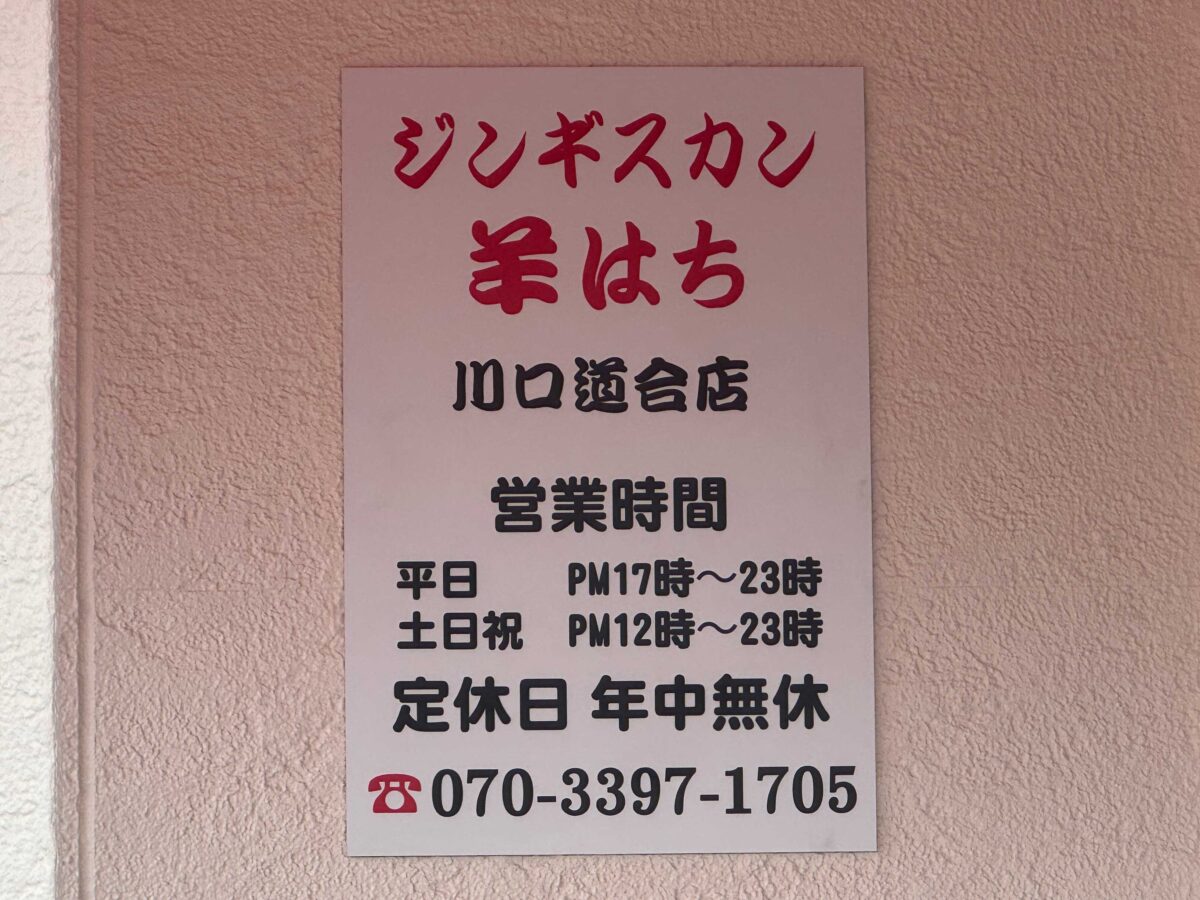 ジンギスカン
羊はち
川口道合店
営業時間
平日 PM17時〜23時
土日祝 PM12時〜23時
定休日 年中無休
☎070-3397-1705